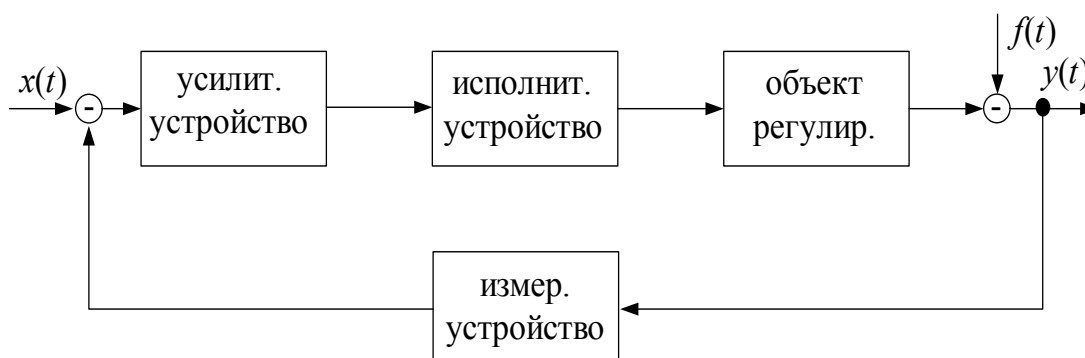 x(t)
-
усилит.
устройство
исполнит.
устройство
объект
регулир.
f(t)
-
y(t)
измер.
устройство